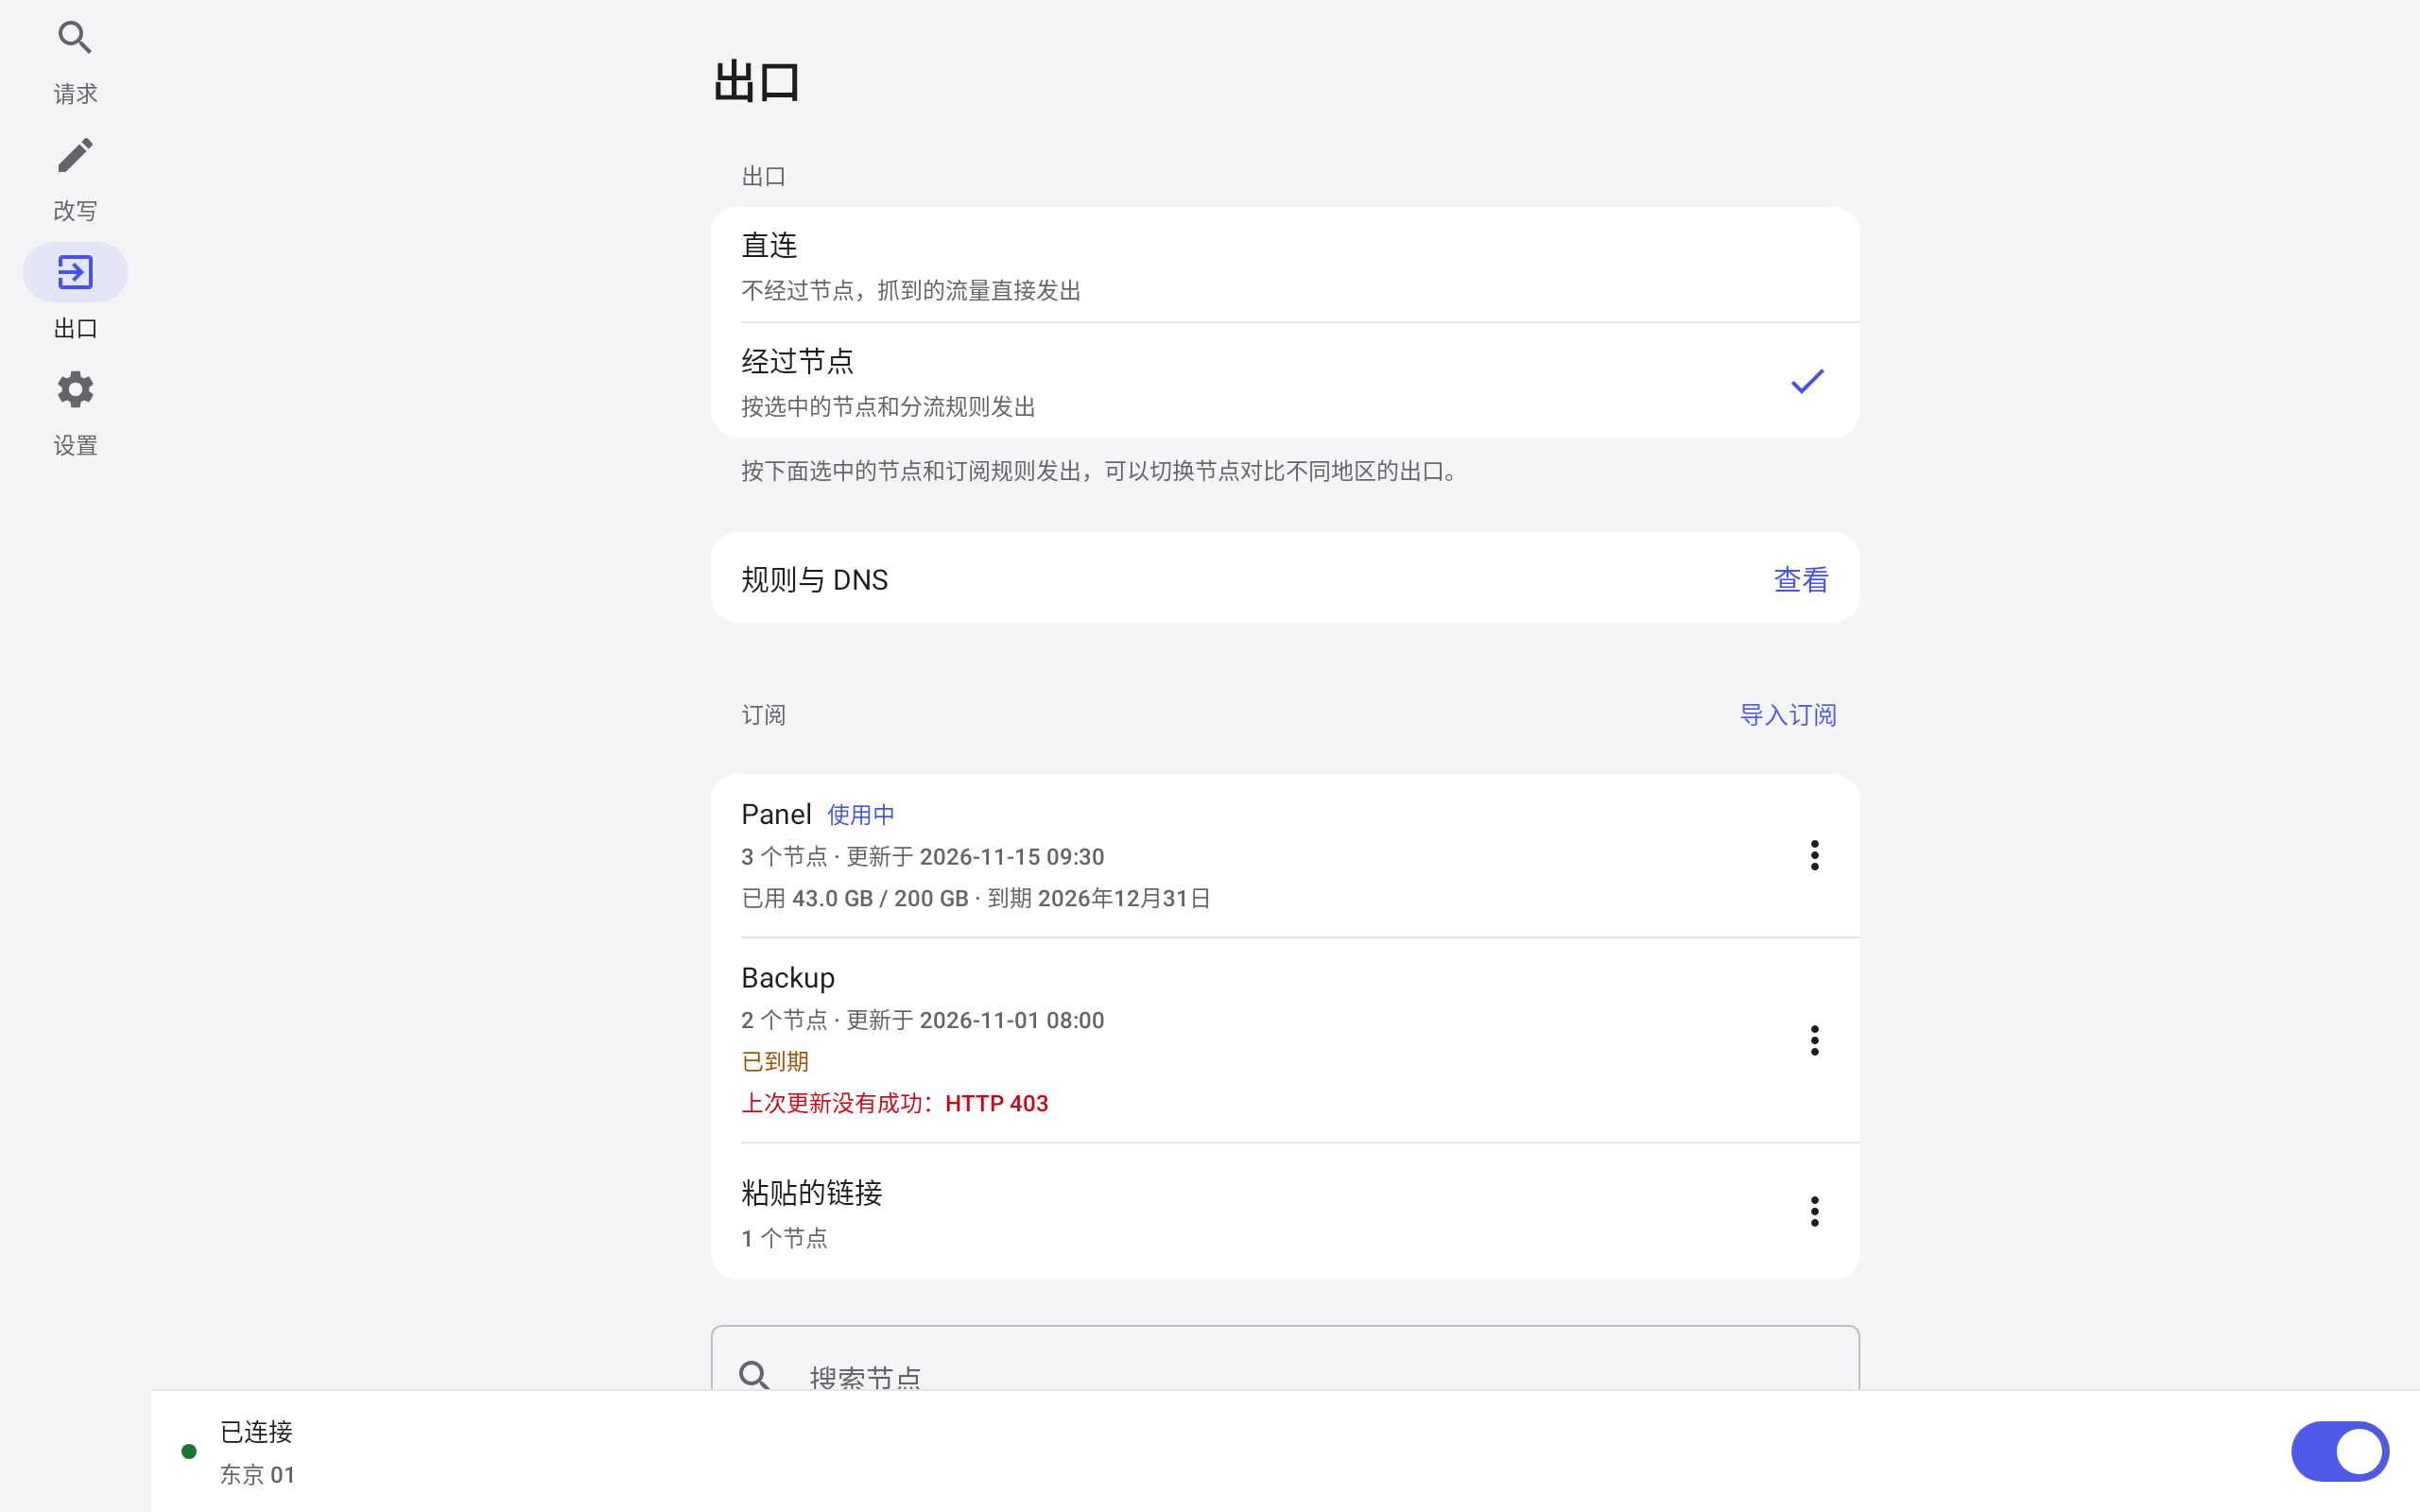 请求
改写
出口
设置
出口
出口
直连
不经过节点，抓到的流量直接发出
经过节点
按选中的节点和分流规则发出
按下面选中的节点和订阅规则发出，可以切换节点对比不同地区的出口。
规则与 DNS
查看
订阅
导入订阅
Panel 使用中
3 个节点 · 更新于 2026-11-15 09:30
已用 43.0 GB / 200 GB · 到期 2026年12月31日
Backup
2 个节点 · 更新于 2026-11-01 08:00
已到期
上次更新没有成功：HTTP 403
粘贴的链接
1 个节点
搜索节点
已连接
东京 01